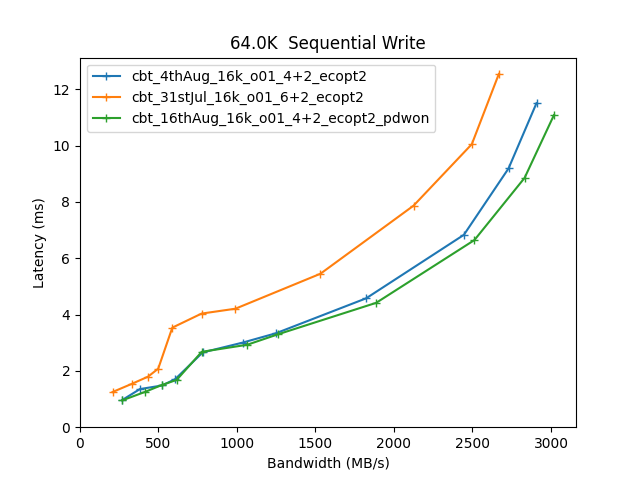 64.0K  Sequential Write
cbt_4thAug_16k_o01_4+2_ecopt2
cbt_31stJul_16k_o01_6+2_ecopt2
cbt_16thAug_16k_o01_4+2_ecopt2_pdwon
12
10
8
6
4
2
0
Latency (ms)
0 500 1000 1500 2000 2500 3000
Bandwidth (MB/s)